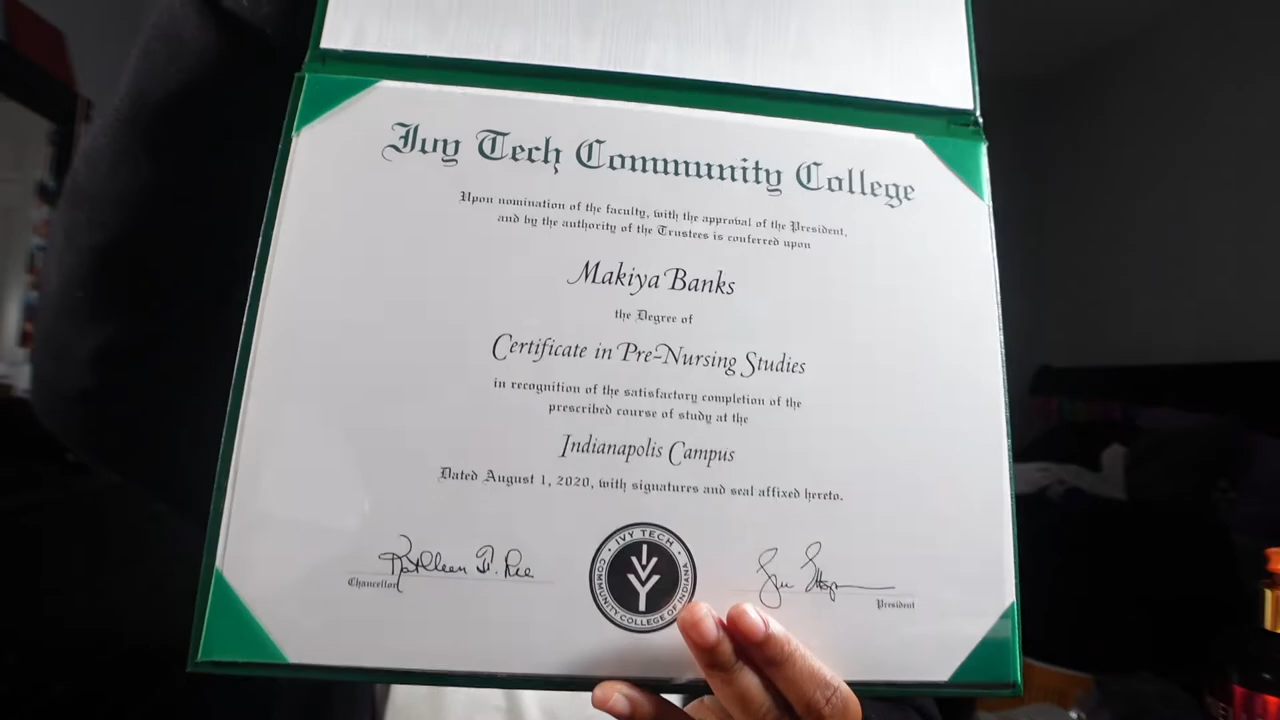 Ivy Tech Community College
Upon nomination of the faculty, with the approval of the President,
and by the authority of the Trustees is conferred upon
Makiya Banks
the Degree of
Certificate in Pre-Nursing Studies
in recognition of the satisfactory completion of the
prescribed course of study at the
Indianapolis Campus
Dated August 1, 2020, with signatures and seal affixed hereto.
Chancellor
IVY TECH
COMMUNITY COLLEGE OF INDIANA
President